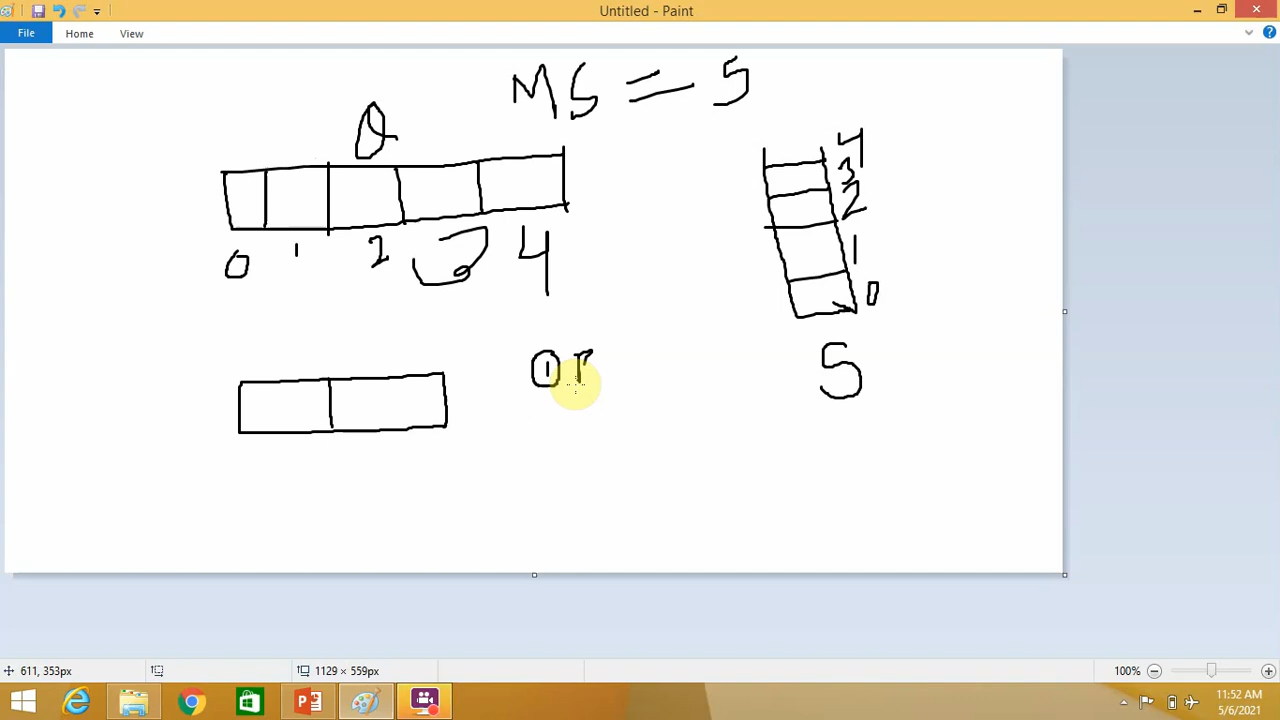 Untitled - Paint
File Home View
MS = 5
Q
0 1 2 3 4
4
3
2
1
0
5
or
611, 353px
1129 × 559px
100%
11:52 AM
5/6/2021